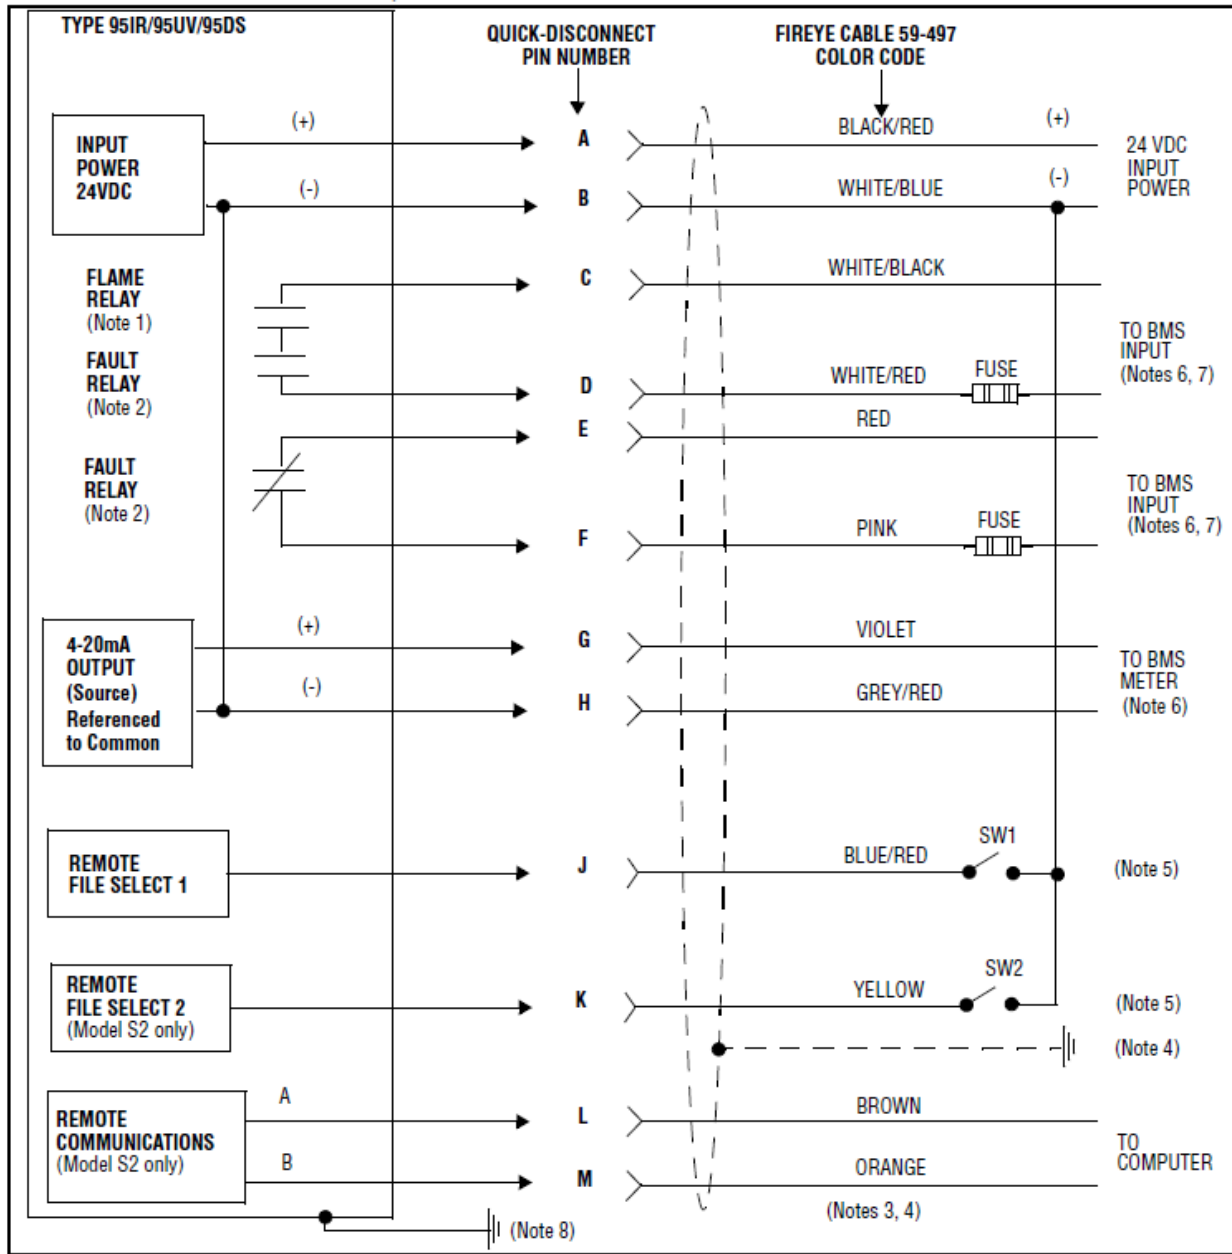 TYPE 95IR/95UV/95DS
QUICK-DISCONNECT
PIN NUMBER
FIREYE CABLE 59-497
COLOR CODE
INPUT
POWER
24VDC
(+)
A
BLACK/RED
(+)
24 VDC
INPUT
POWER
(-)
B
WHITE/BLUE
(-)
FLAME
RELAY
(Note 1)
C
WHITE/BLACK
FAULT
RELAY
(Note 2)
D
WHITE/RED
FUSE
TO BMS
INPUT
(Notes 6, 7)
E
RED
FAULT
RELAY
(Note 2)
F
PINK
FUSE
TO BMS
INPUT
(Notes 6, 7)
4-20mA
OUTPUT
(Source)
Referenced
to Common
(+)
G
VIOLET
(-)
H
GREY/RED
TO BMS
METER
(Note 6)
REMOTE
FILE SELECT 1
J
BLUE/RED
SW1
(Note 5)
REMOTE
FILE SELECT 2
(Model S2 only)
K
YELLOW
SW2
(Note 5)
(Note 4)
REMOTE
COMMUNICATIONS
(Model S2 only)
A
L
BROWN
B
M
ORANGE
TO
COMPUTER
(Notes 3, 4)
(Note 8)